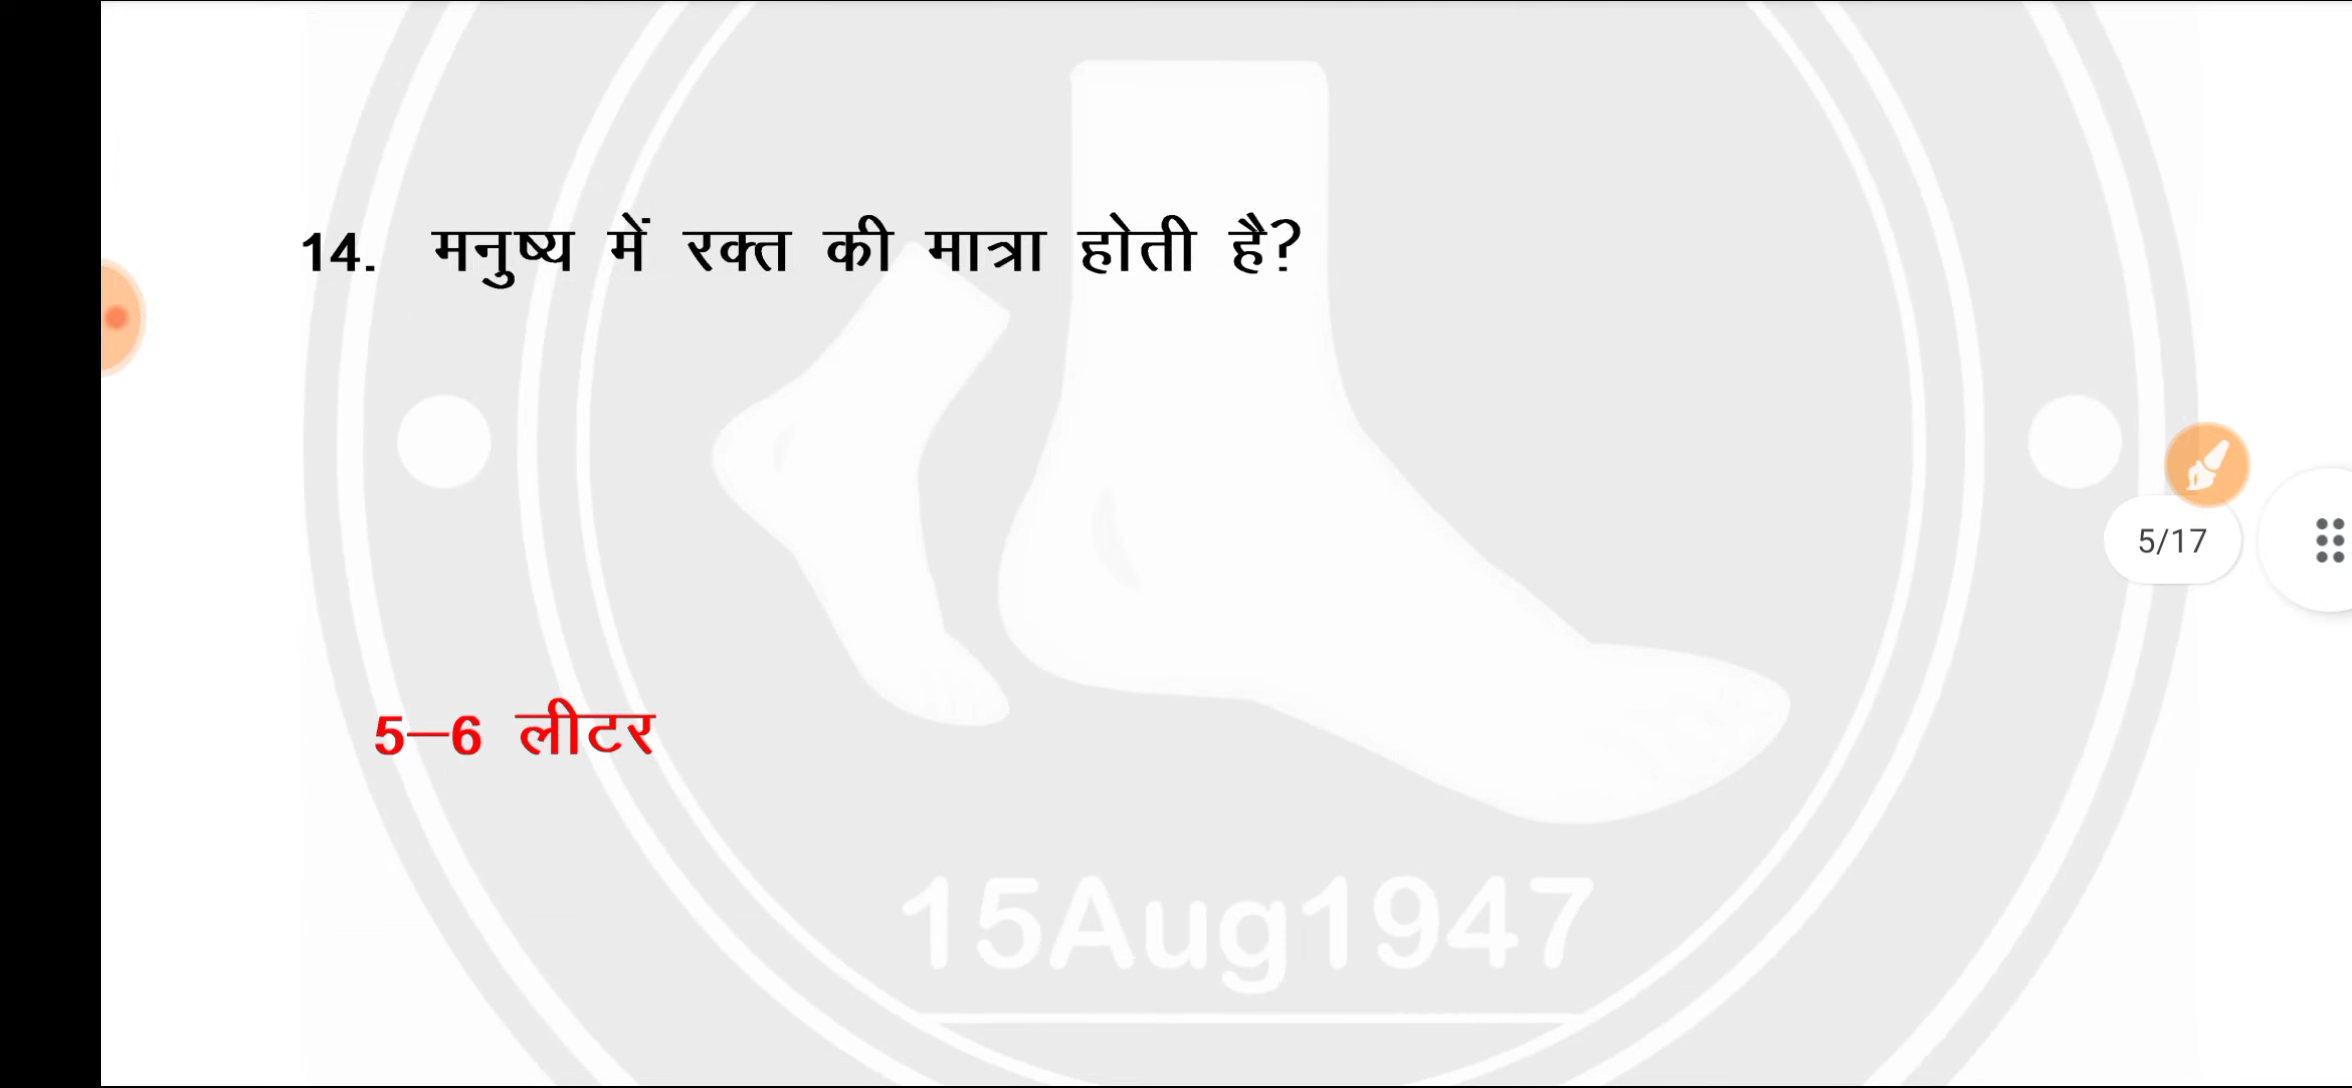 14. मनुष्य में रक्त की मात्रा होती है?
5/17
5–6 लीटर
15Aug1947